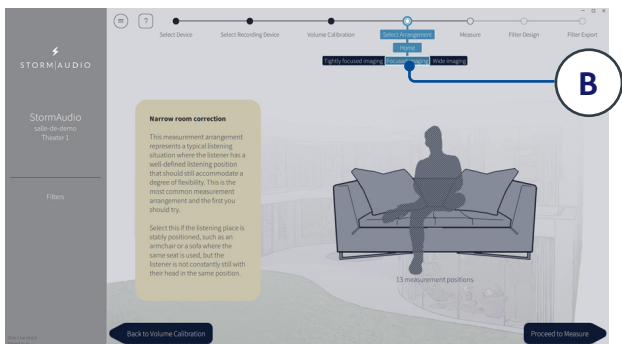 ?
Select Device
Select Recording Device
Volume Calibration
Select Arrangement
Measure
Filter Design
Filter Export
Home
Tightly focused imaging
Focused imaging
Wide imaging
B
STORM|AUDIO
StormAudio
salle-de-demo
Theater 1
Filters
Narrow room correction
This measurement arrangement
represents a typical listening
situation where the listener has a
well-defined listening position
that should still accommodate a
degree of flexibility. This is the
most common measurement
arrangement and the first you
should try.
Select this if the listening place is
stably positioned, such as an
armchair or a sofa where the
same seat is used, but the
listener is not constantly still with
their head in the same position.
13 measurement positions
Back to Volume Calibration
Proceed to Measure